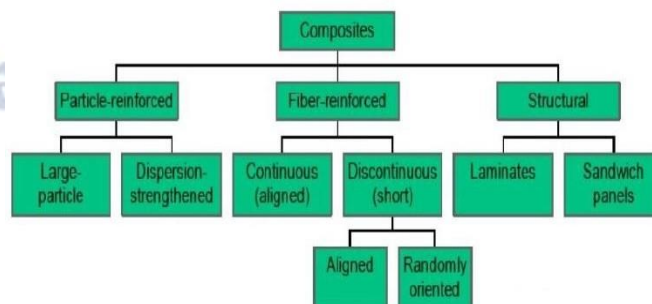 Composites
Particle-reinforced
Fiber-reinforced
Structural
Large-
particle
Dispersion-
strengthened
Continuous
(aligned)
Discontinuous
(short)
Laminates
Sandwich
panels
Aligned
Randomly
oriented